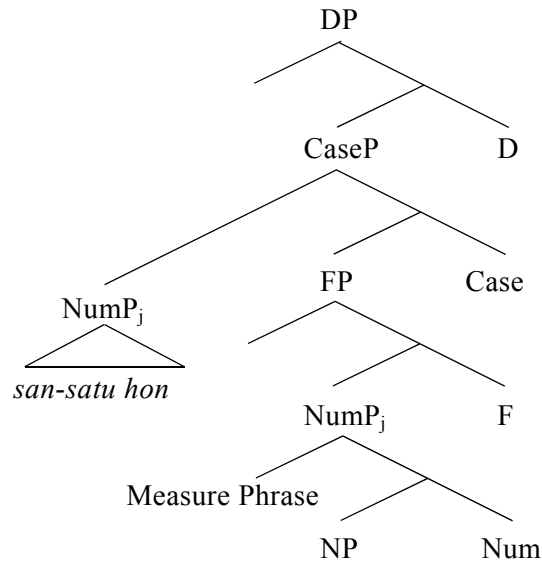 DP
CaseP D
FP Case
NumPj
san-satu hon
NumPj F
Measure Phrase
NP Num